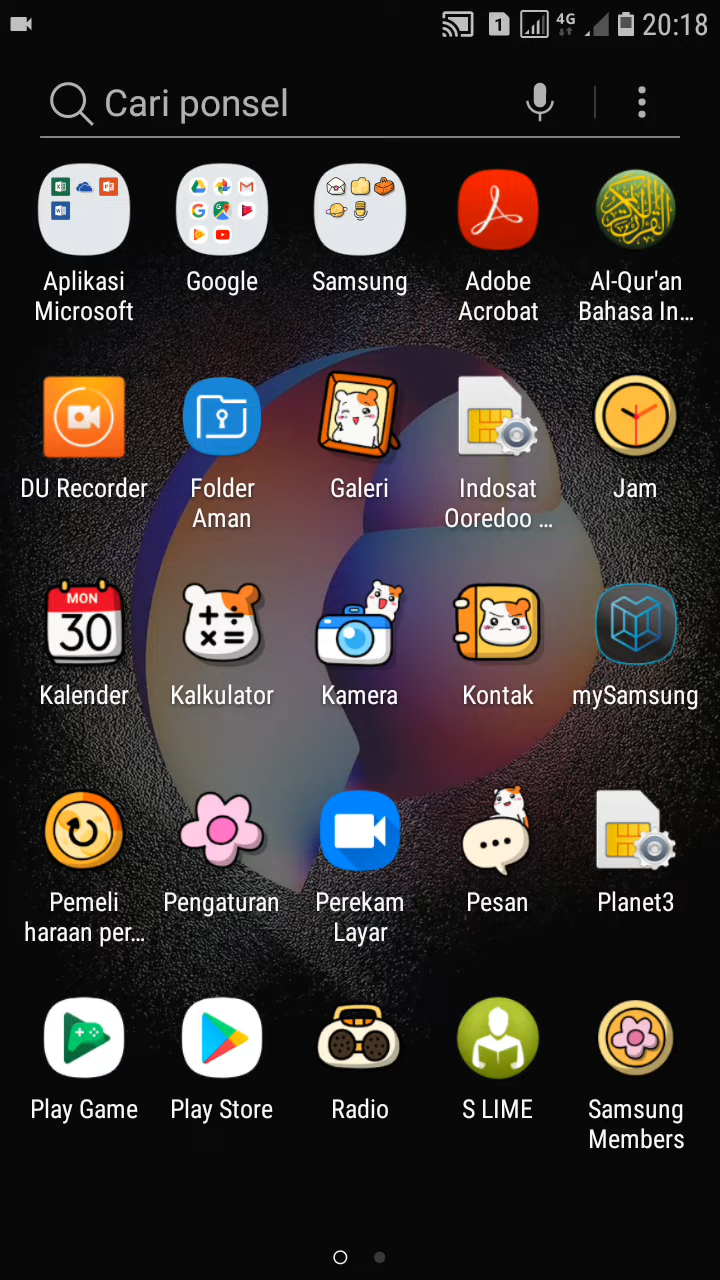 1 4G 20:18
Cari ponsel
Aplikasi
Microsoft
Google
Samsung
Adobe
Acrobat
Al-Qur'an
Bahasa In...
DU Recorder
Folder
Aman
Galeri
Indosat
Ooredoo ...
Jam
MON
30
Kalender
Kalkulator
Kamera
Kontak
mySamsung
Pemeli
haraan per...
Pengaturan
Perekam
Layar
Pesan
Planet3
Play Game
Play Store
Radio
S LIME
Samsung
Members